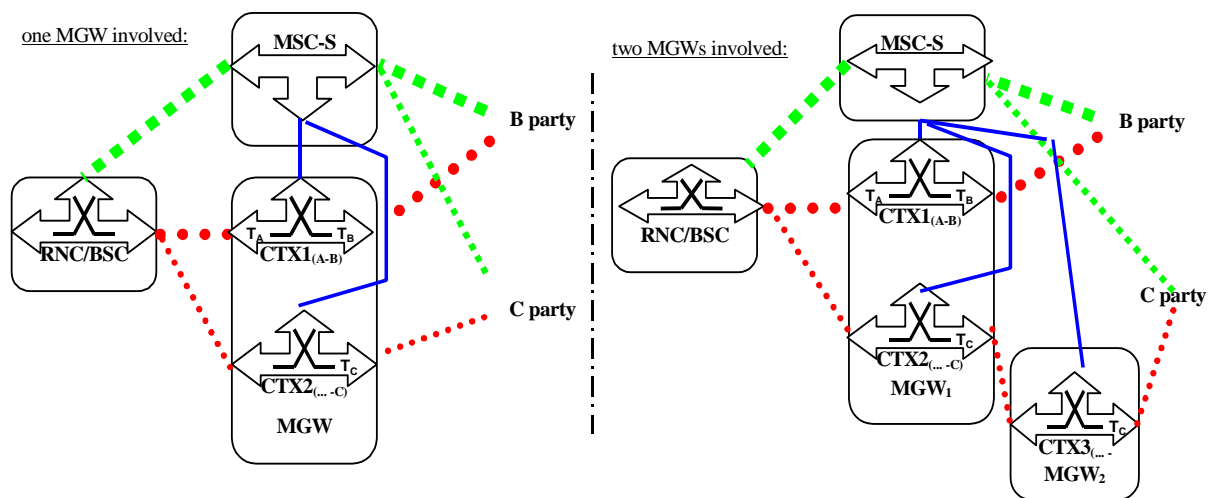 one MGW involved:
MSC-S
B party
RNC/BSC
TA TB
CTX1(A-B)
C party
TC
CTX2(... -C)
MGW
two MGWs involved:
MSC-S
B party
RNC/BSC
TA TB
CTX1(A-B)
C party
TC
CTX2(... -C)
MGW1
TC
CTX3(... -
MGW2